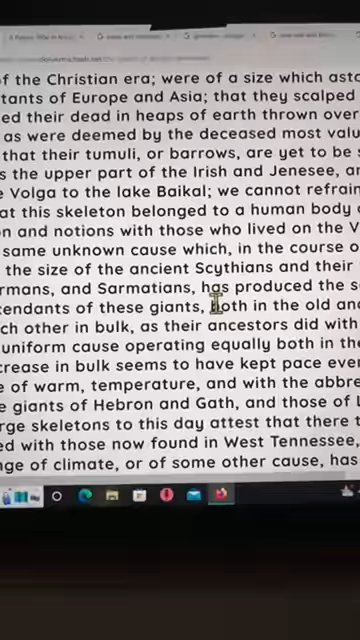 of the Christian era; were of a size which asto
tants of Europe and Asia; that they scalped
ed their dead in heaps of earth thrown over
as were deemed by the deceased most valu
that their tumuli, or barrows, are yet to be s
s the upper part of the Irish and Jenesee, an
e Volga to the lake Baikal; we cannot refrain
at this skeleton belonged to a human body o
on and notions with those who lived on the V
same unknown cause which, in the course o
the size of the ancient Scythians and their
rmans, and Sarmatians, has produced the s
cendants of these giants, both in the old and
ch other in bulk, as their ancestors did with
uniform cause operating equally both in the
crease in bulk seems to have kept pace ever
e of warm, temperature, and with the abbre
e giants of Hebron and Gath, and those of L
rge skeletons to this day attest that there t
ed with those now found in West Tennessee,
nge of climate, or of some other cause, has